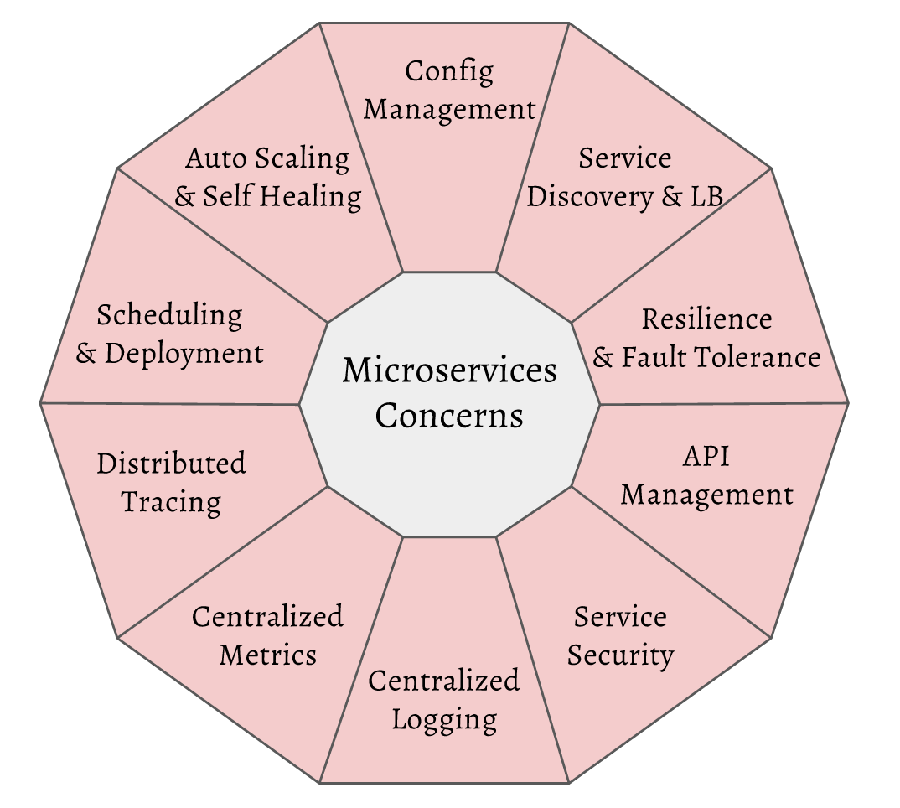 Config
Management
Service
Discovery & LB
Resilience
& Fault Tolerance
API
Management
Service
Security
Centralized
Logging
Centralized
Metrics
Distributed
Tracing
Scheduling
& Deployment
Auto Scaling
& Self Healing
Microservices
Concerns